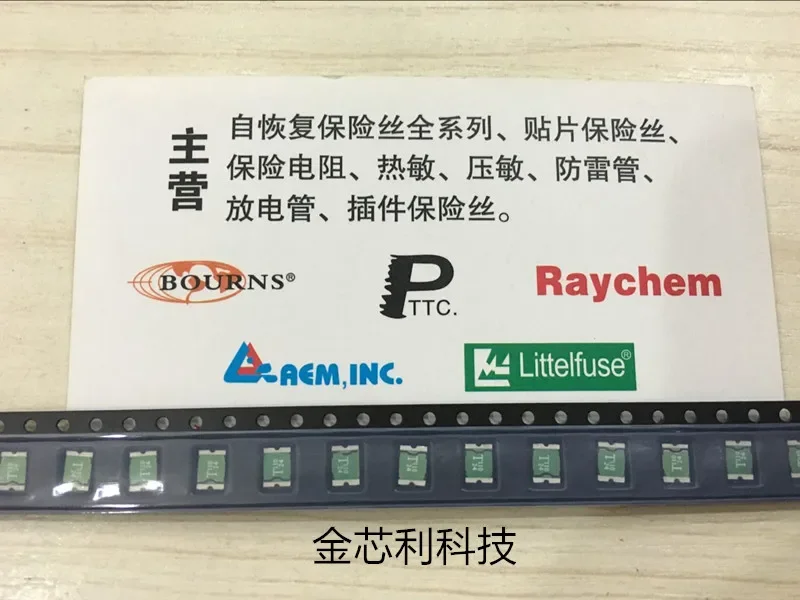 主营
自恢复保险丝全系列、贴片保险丝、
保险电阻、热敏、压敏、防雷管、
放电管、插件保险丝。
BOURNS®
PTTC.
Raychem
AEM, INC.
Littelfuse®
金芯利科技